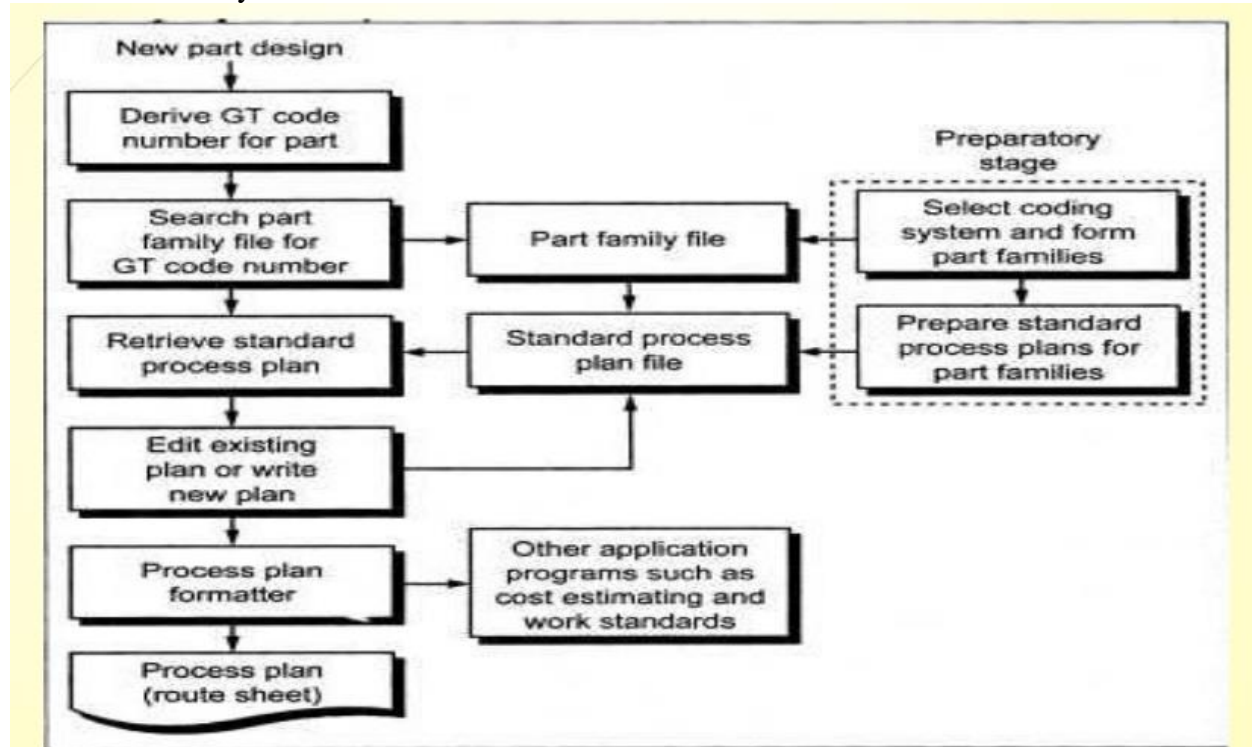 New part design
Derive GT code
number for part
Search part
family file for
GT code number
Retrieve standard
process plan
Edit existing
plan or write
new plan
Process plan
formatter
Process plan
(route sheet)
Part family file
Standard process
plan file
Other application
programs such as
cost estimating and
work standards
Preparatory
stage
Select coding
system and form
part families
Prepare standard
process plans for
part families